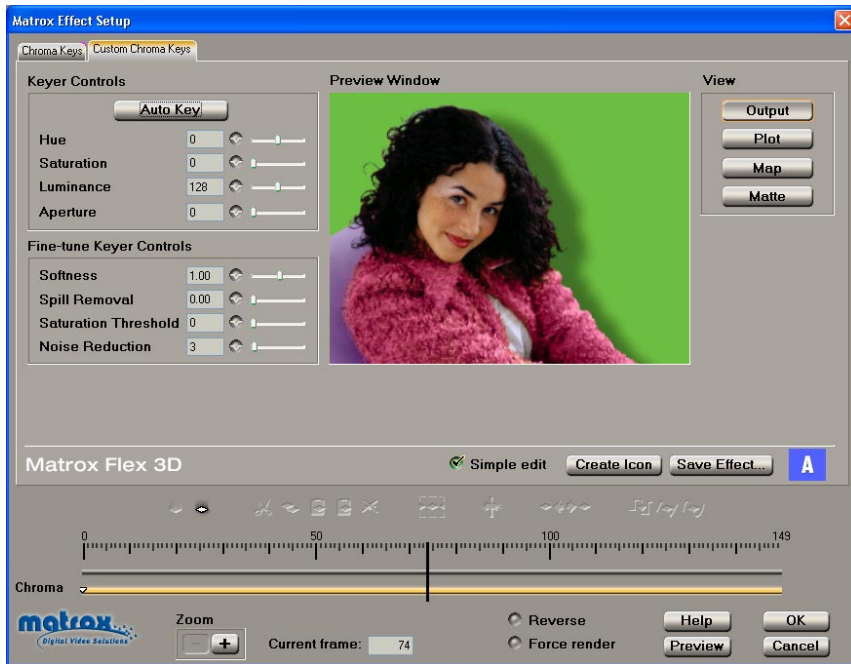 Matrox Effect Setup
Chroma Keys Custom Chroma Keys
Keyer Controls
Auto Key
Hue 0
Saturation 0
Luminance 128
Aperture 0
Fine-tune Keyer Controls
Softness 1.00
Spill Removal 0.00
Saturation Threshold 0
Noise Reduction 3
Preview Window
View
Output
Plot
Map
Matte
Matrox Flex 3D
Simple edit
Create Icon
Save Effect...
A
0 50 100 149
Chroma
matrox
Digital Video Solutions
Zoom
- +
Current frame: 74
Reverse
Force render
Help
OK
Preview
Cancel